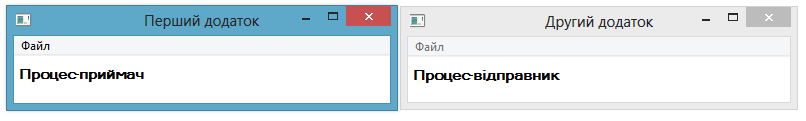 Перший додаток
Файл
Процес-приймач
Другий додаток
Файл
Процес-відправник